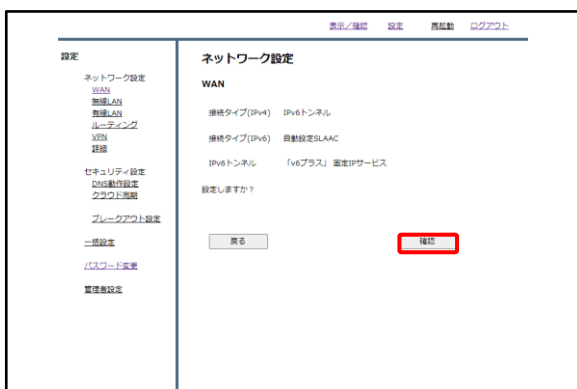 表示／確認 設定 再起動 ログアウト
設定
ネットワーク設定
WAN
無線LAN
有線LAN
ルーティング
VPN
詳細
セキュリティ設定
DNS動作設定
クラウド同期
ブレークアウト設定
一括設定
パスワード変更
管理者設定
ネットワーク設定
WAN
接続タイプ(IPv4) IPv6トンネル
接続タイプ(IPv6) 自動設定SLAAC
IPv6トンネル 「v6プラス」 固定IPサービス
設定しますか？
戻る 確認